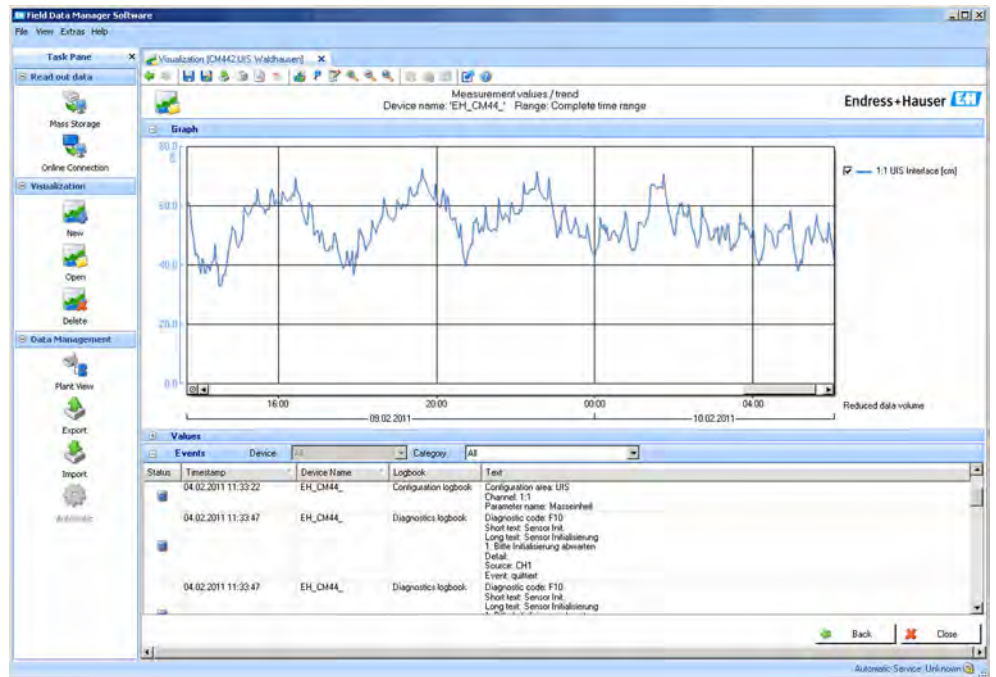 Field Data Manager Software
File View Extras Help
Task Pane
Read out data
Mass Storage
Online Connection
Visualization
New
Open
Delete
Data Management
Plant View
Export
Import
Automatic
Visualization [CM442 UIS Waldhausen]
Measurement values / trend
Device name: 'EH_CM44_' Range: Complete time range
Endress+Hauser EH
Graph
80.0
cm
60.0
40.0
20.0
0.0
1:1 UIS Interface [cm]
16:00 20:00 00:00 04:00
09.02.2011 10.02.2011
Reduced data volume
Values
Events Device All Category All
Status Timestamp Device Name Logbook Text
04.02.2011 11:33:22 EH_CM44_ Configuration logbook Configuration area: UIS
Channel: 1:1
Parameter name: Masseinheit
04.02.2011 11:33:47 EH_CM44_ Diagnostics logbook Diagnostic code: F10
Short text: Sensor Init.
Long text: Sensor Initialisierung
1. Bitte Initialisierung abwarten
Detail:
Source: CH1
Event: quittiert
04.02.2011 11:33:47 EH_CM44_ Diagnostics logbook Diagnostic code: F10
Short text: Sensor Init.
Long text: Sensor Initialisierung
Back Close
Automatic Service: Unknown